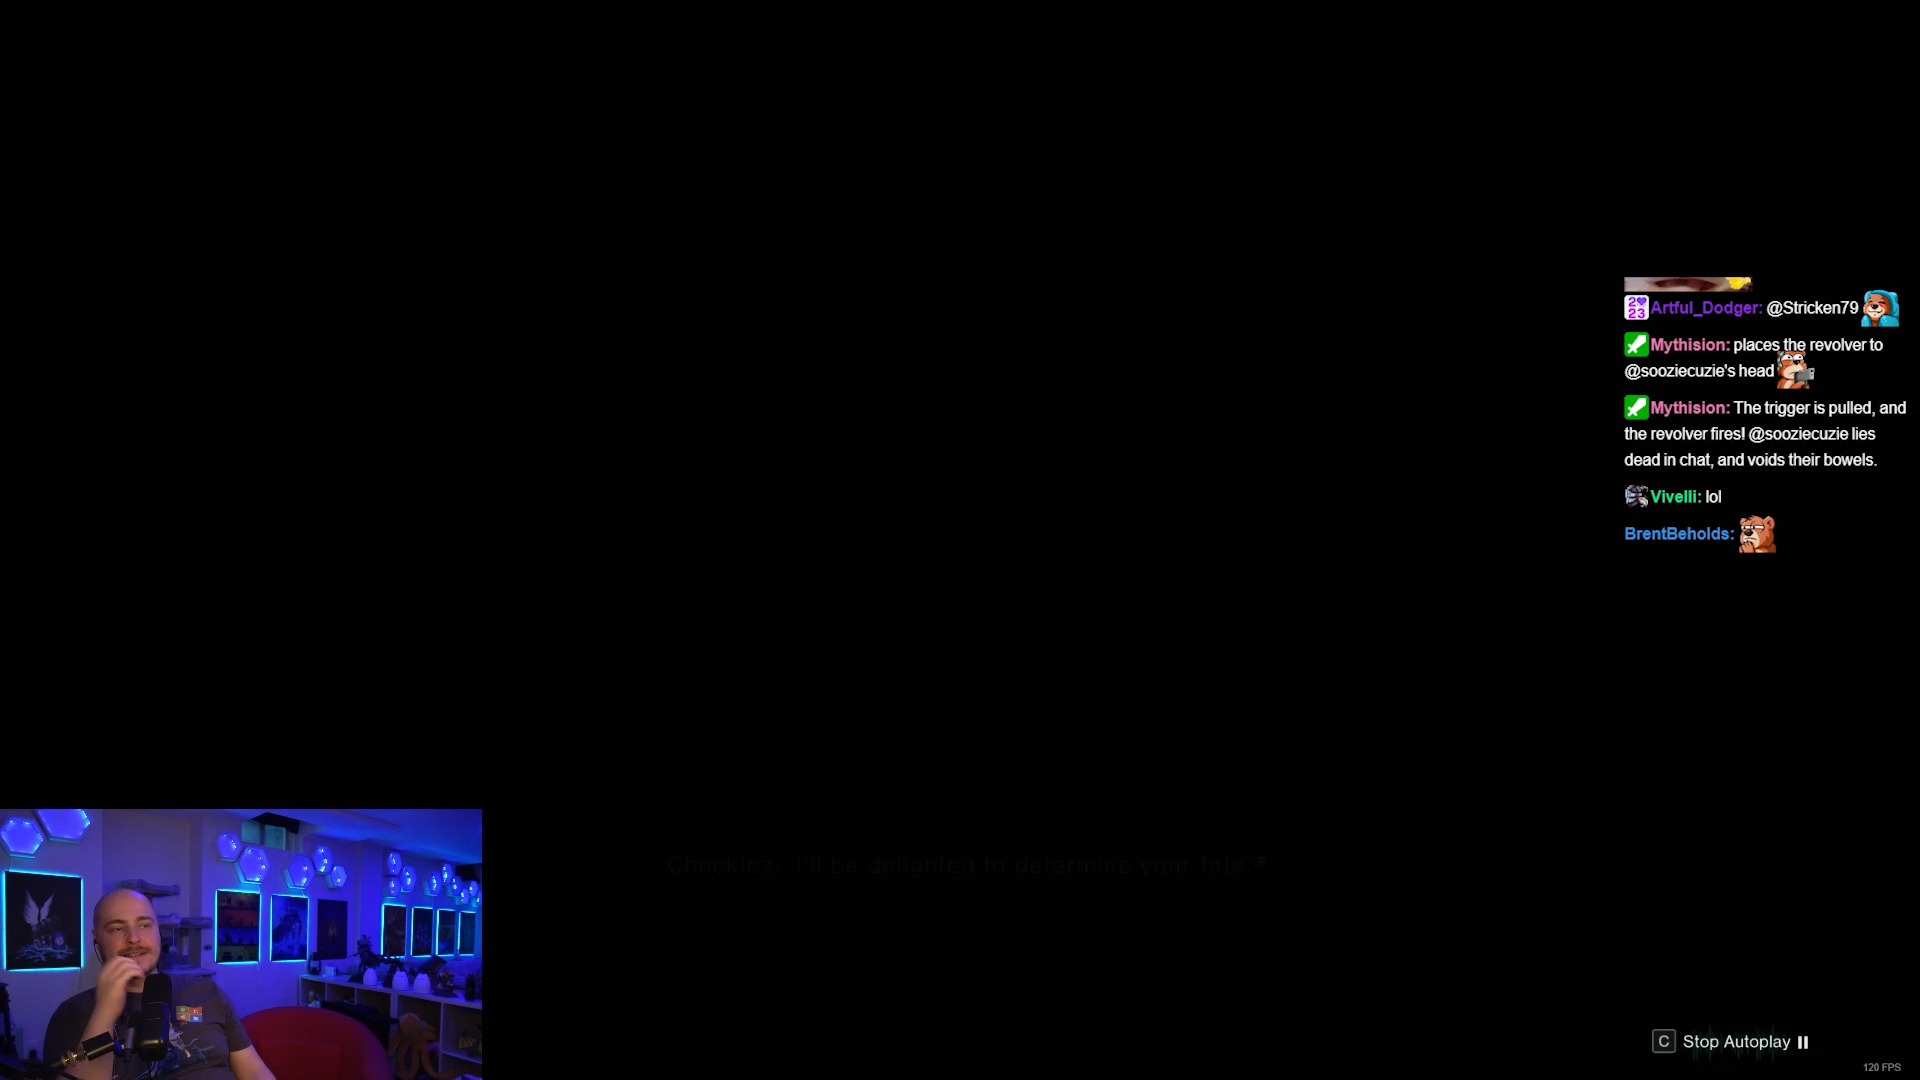 2♥
23 Artful_Dodger: @Stricken79
Mythision: places the revolver to
@sooziecuzie's head
Mythision: The trigger is pulled, and
the revolver fires! @sooziecuzie lies
dead in chat, and voids their bowels.
Vivelli: lol
BrentBeholds:
Chuckles: I'll be delighted to determine your fate.
C Stop Autoplay
120 FPS